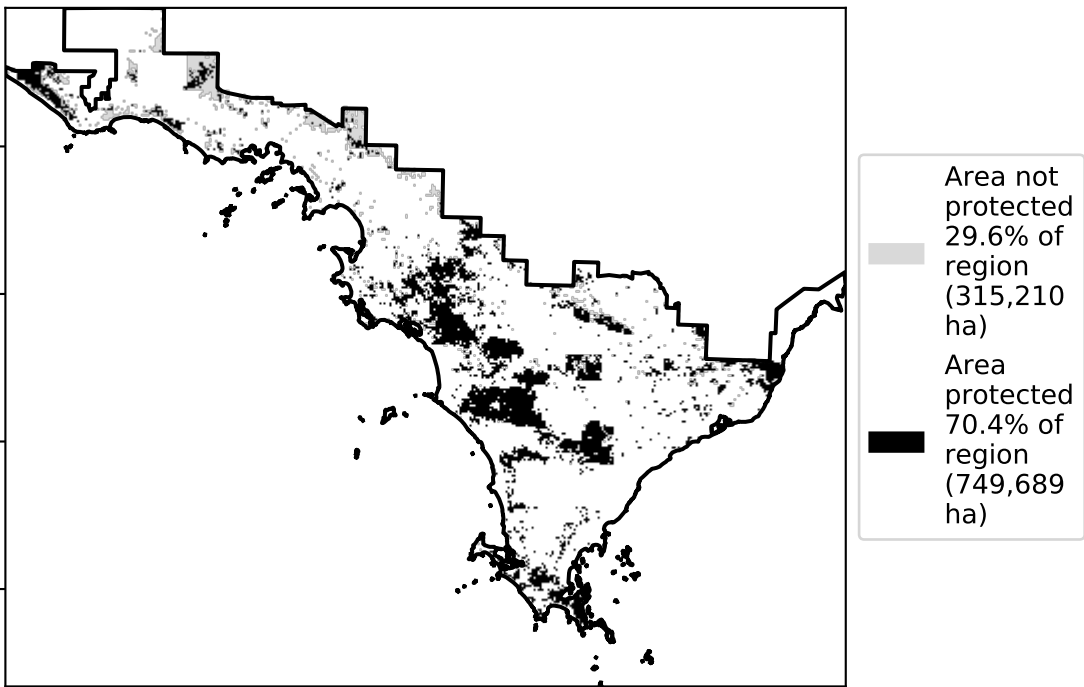 Area not
protected
29.6% of
region
(315,210
ha)
Area
protected
70.4% of
region
(749,689
ha)